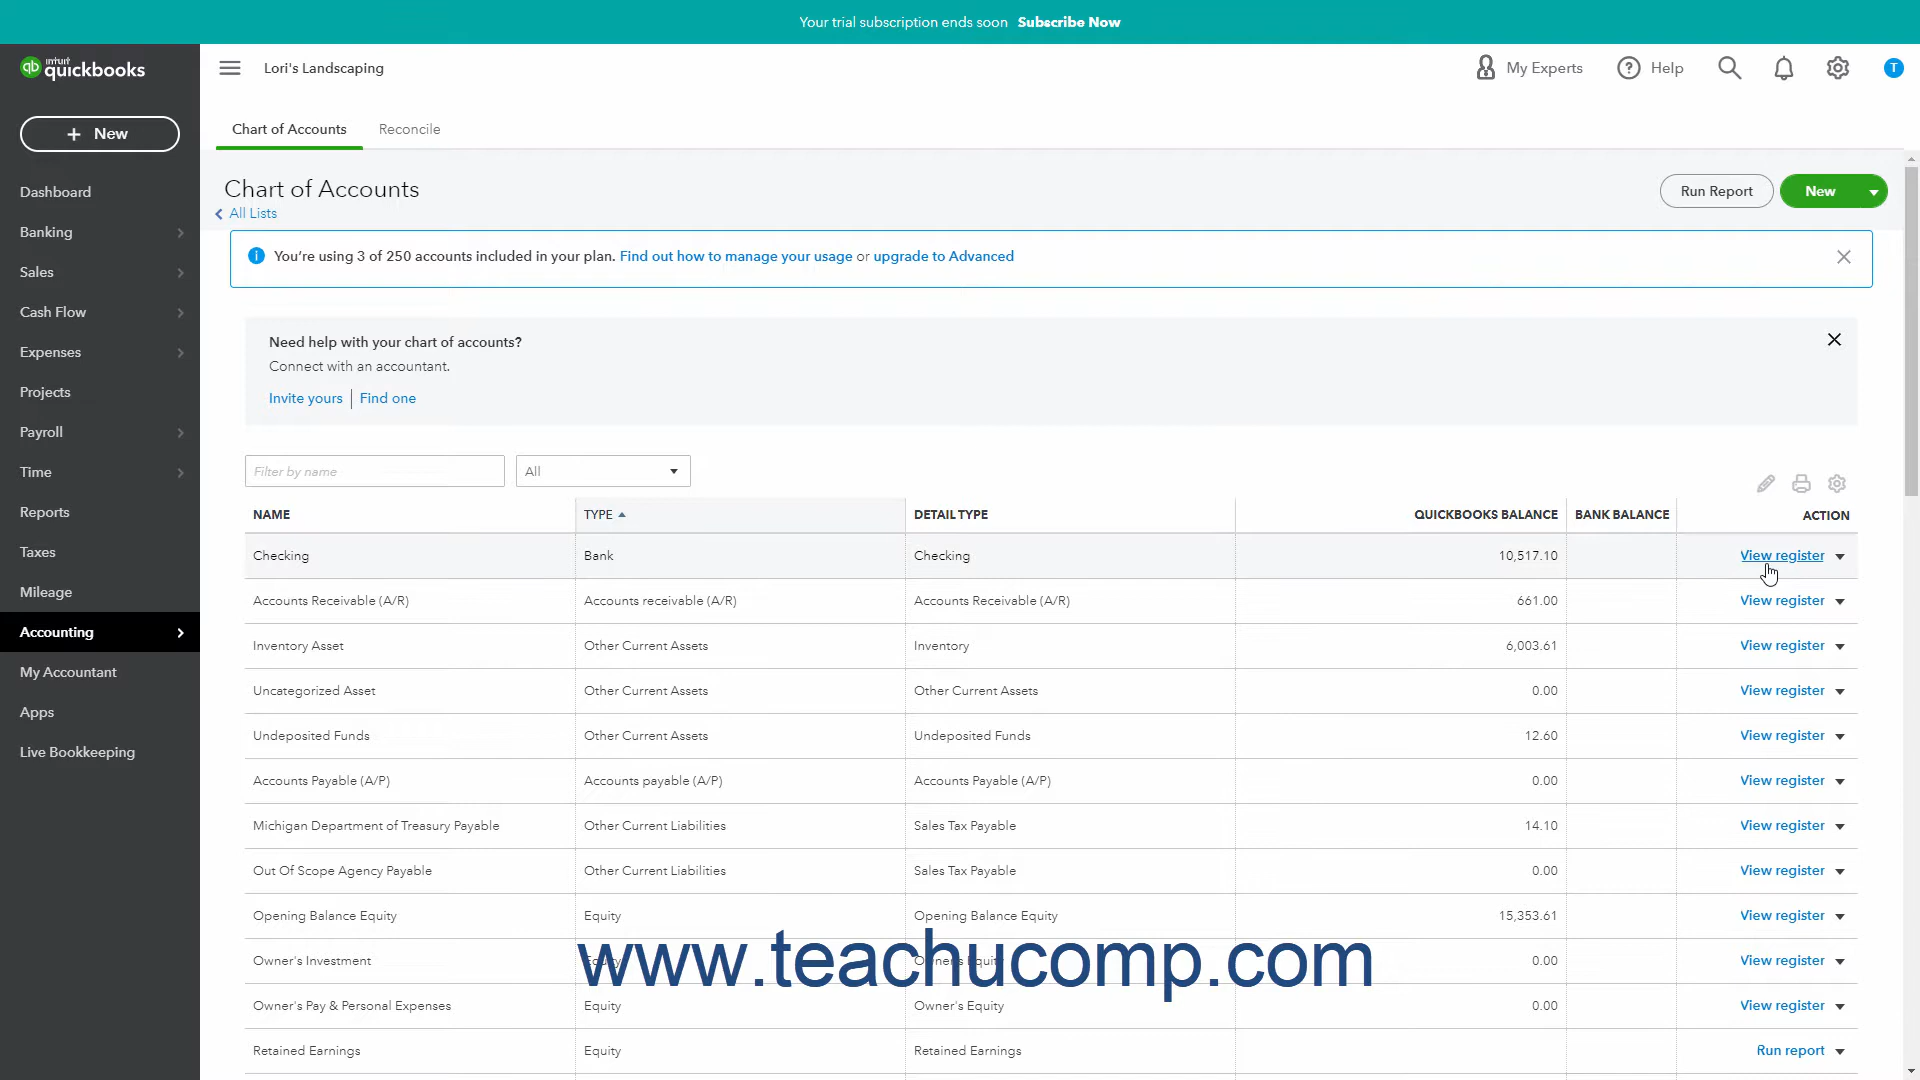 Your trial subscription ends soon Subscribe Now
intuit
qb quickbooks
Lori's Landscaping
My Experts
Help
T
+ New
Chart of Accounts
Reconcile
Dashboard
Banking
Sales
Cash Flow
Expenses
Projects
Payroll
Time
Reports
Taxes
Mileage
Accounting
My Accountant
Apps
Live Bookkeeping
Chart of Accounts
All Lists
Run Report
New
You're using 3 of 250 accounts included in your plan. Find out how to manage your usage or upgrade to Advanced
Need help with your chart of accounts?
Connect with an accountant.
Invite yours | Find one
Filter by name
All
NAME TYPE DETAIL TYPE QUICKBOOKS BALANCE BANK BALANCE ACTION
Checking Bank Checking 10,517.10 View register
Accounts Receivable (A/R) Accounts receivable (A/R) Accounts Receivable (A/R) 661.00 View register
Inventory Asset Other Current Assets Inventory 6,003.61 View register
Uncategorized Asset Other Current Assets Other Current Assets 0.00 View register
Undeposited Funds Other Current Assets Undeposited Funds 12.60 View register
Accounts Payable (A/P) Accounts payable (A/P) Accounts Payable (A/P) 0.00 View register
Michigan Department of Treasury Payable Other Current Liabilities Sales Tax Payable 14.10 View register
Out Of Scope Agency Payable Other Current Liabilities Sales Tax Payable 0.00 View register
Opening Balance Equity Equity Opening Balance Equity 15,353.61 View register
Owner's Investment Equity Owner's Equity 0.00 View register
www.teachucomp.com
Owner's Pay & Personal Expenses Equity Owner's Equity 0.00 View register
Retained Earnings Equity Retained Earnings Run report